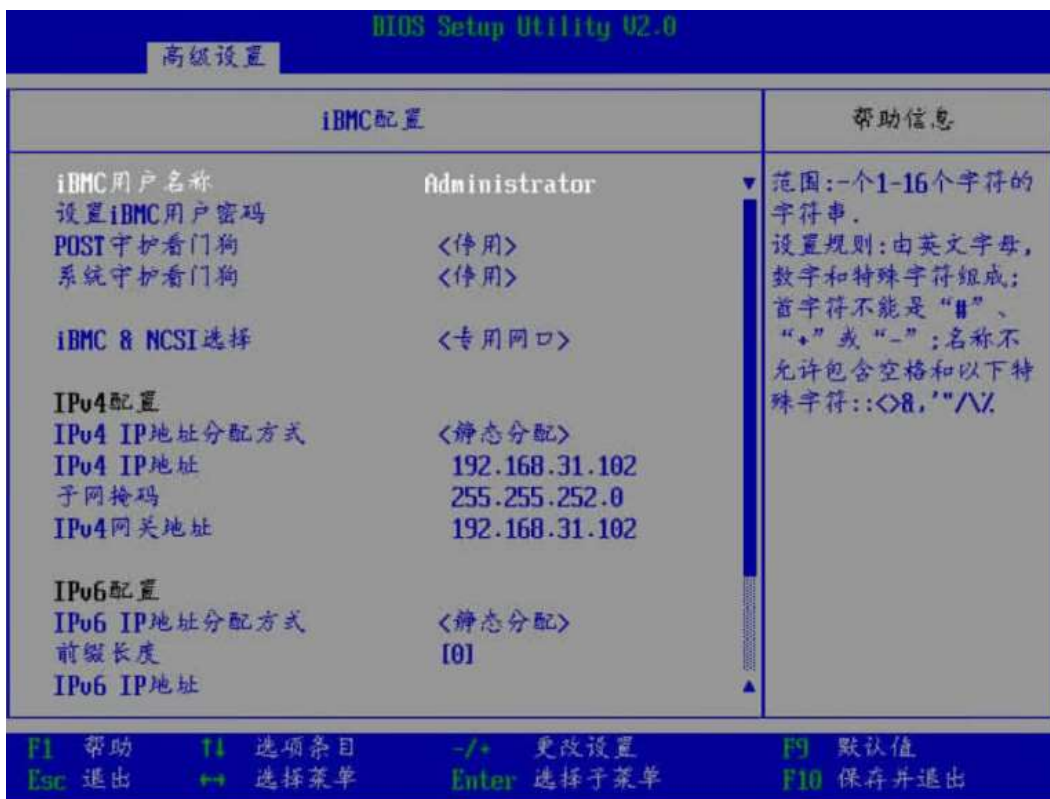 BIOS Setup Utility V2.0
高级设置
iBMC配置
帮助信息
iBMC用户名称 Administrator
设置iBMC用户密码
POST守护看门狗 <停用>
系统守护看门狗 <停用>
iBMC & NCSI选择 <专用网口>
IPv4配置
IPv4 IP地址分配方式 <静态分配>
IPv4 IP地址 192.168.31.102
子网掩码 255.255.252.0
IPv4网关地址 192.168.31.102
IPv6配置
IPv6 IP地址分配方式 <静态分配>
前缀长度 [0]
IPv6 IP地址
范围:一个1-16个字符的
字符串.
设置规则:由英文字母,
数字和特殊字符组成;
首字符不能是“#”、
“+”或“-”;名称不
允许包含空格和以下特
殊字符::<>&,'"/\%
F1 帮助 ↑↓ 选项条目 -/+ 更改设置 F9 默认值
Esc 退出 ↔ 选择菜单 Enter 选择子菜单 F10 保存并退出